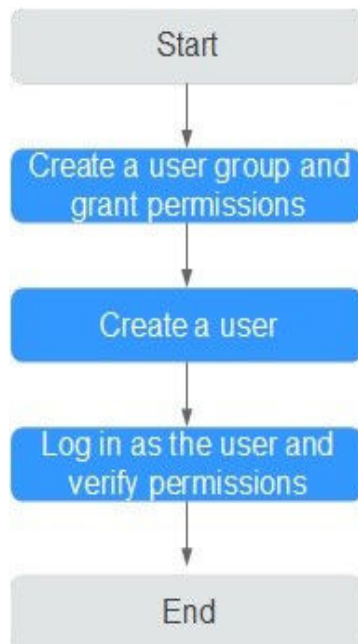 Start
Create a user group and
grant permissions
Create a user
Log in as the user and
verify permissions
End